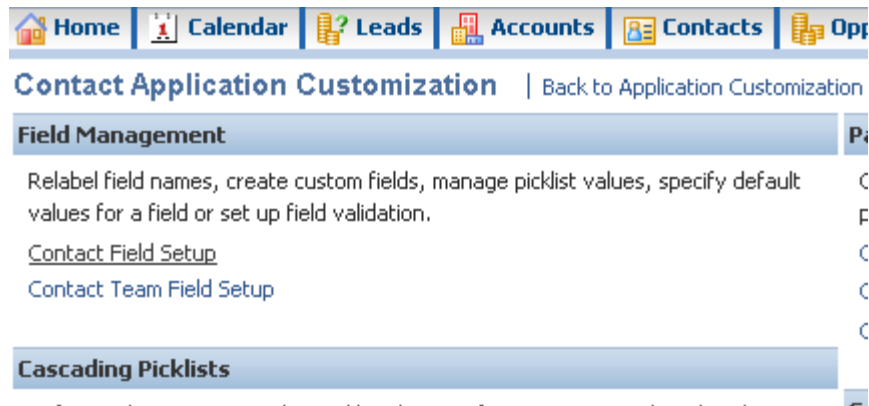 Home Calendar Leads Accounts Contacts
Contact Application Customization | Back to Application Customization
Field Management
Relabel field names, create custom fields, manage picklist values, specify default
values for a field or set up field validation.
Contact Field Setup
Contact Team Field Setup
Cascading Picklists